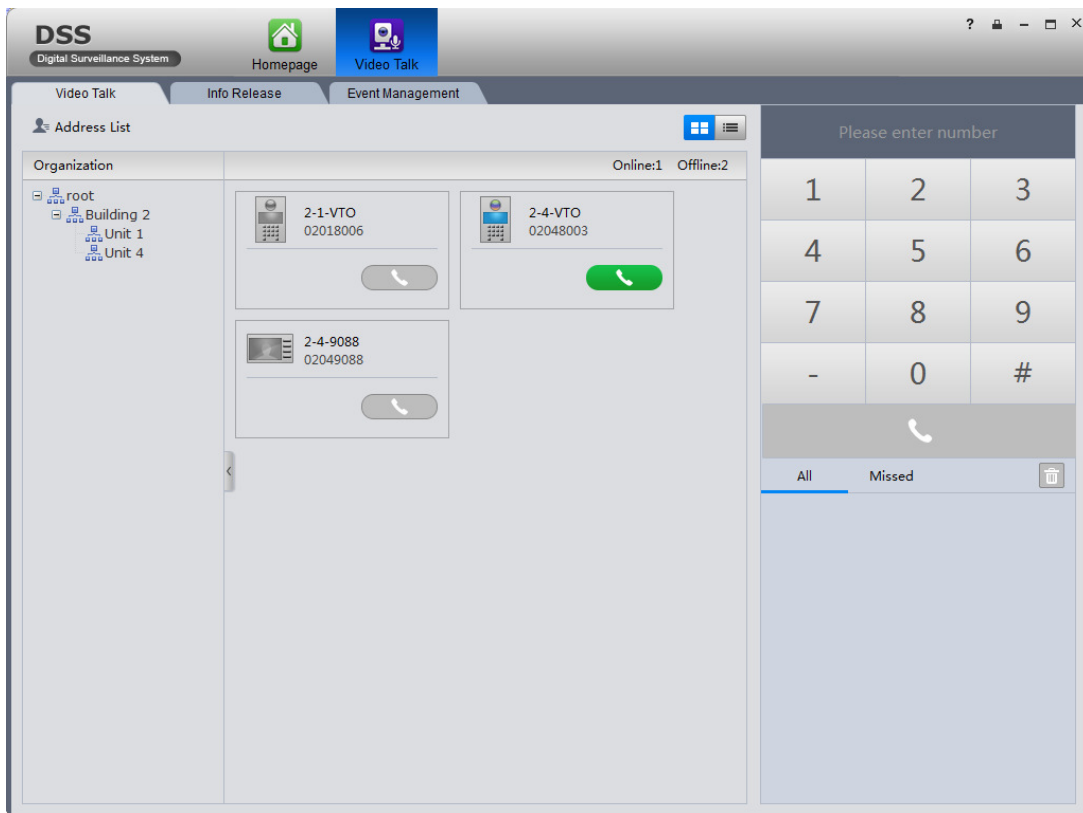 DSS
Digital Surveillance System
Homepage
Video Talk
?
Video Talk
Info Release
Event Management
Address List
Organization
Online:1 Offline:2
root
Building 2
Unit 1
Unit 4
2-1-VTO
02018006
2-4-VTO
02048003
2-4-9088
02049088
Please enter number
1 2 3
4 5 6
7 8 9
- 0 #
All
Missed